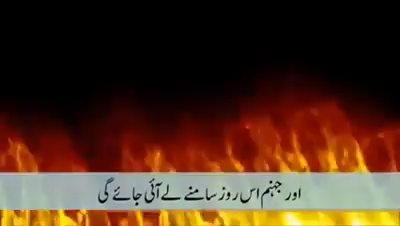 اور جہنم اس روز سامنے لے آئی جائے گی